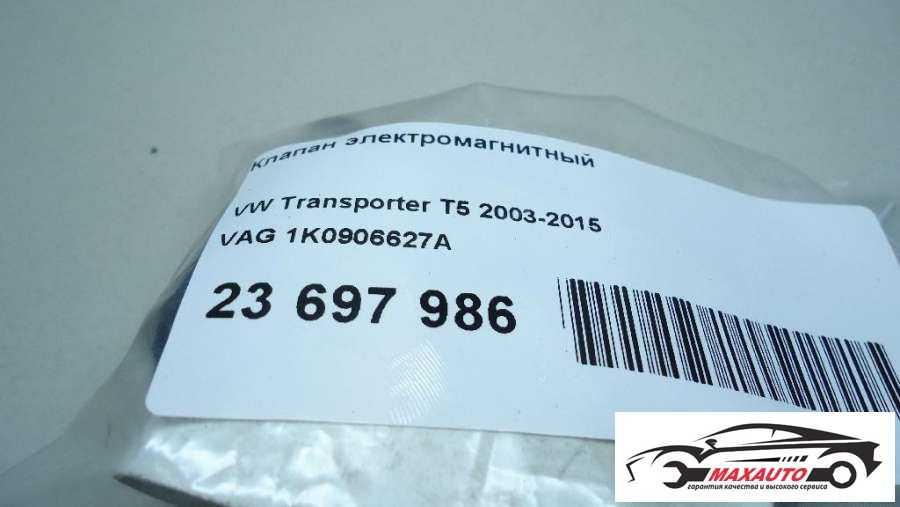 Клапан электромагнитный
VW Transporter T5 2003-2015
VAG 1K0906627A
23 697 986
MAXAUTO
гарантия качества и высокого сервиса